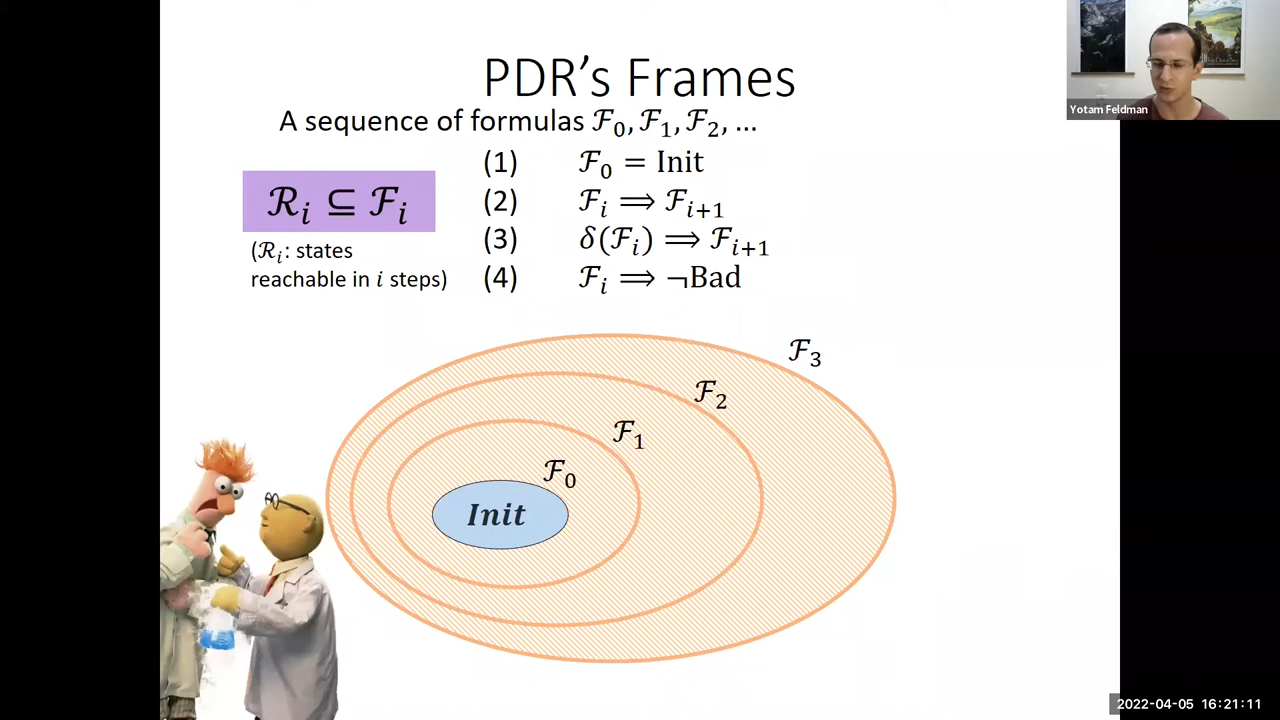 PDR's Frames
A sequence of formulas ℱ₀, ℱ₁, ℱ₂, ...
(1) ℱ₀ = Init
(2) ℱᵢ ⟹ ℱᵢ₊₁
(3) δ(ℱᵢ) ⟹ ℱᵢ₊₁
(4) ℱᵢ ⟹ ¬Bad
ℛᵢ ⊆ ℱᵢ
(ℛᵢ: states
reachable in i steps)
ℱ₃
ℱ₂
ℱ₁
ℱ₀
Init
Yotam Feldman
2022-04-05 16:21:11